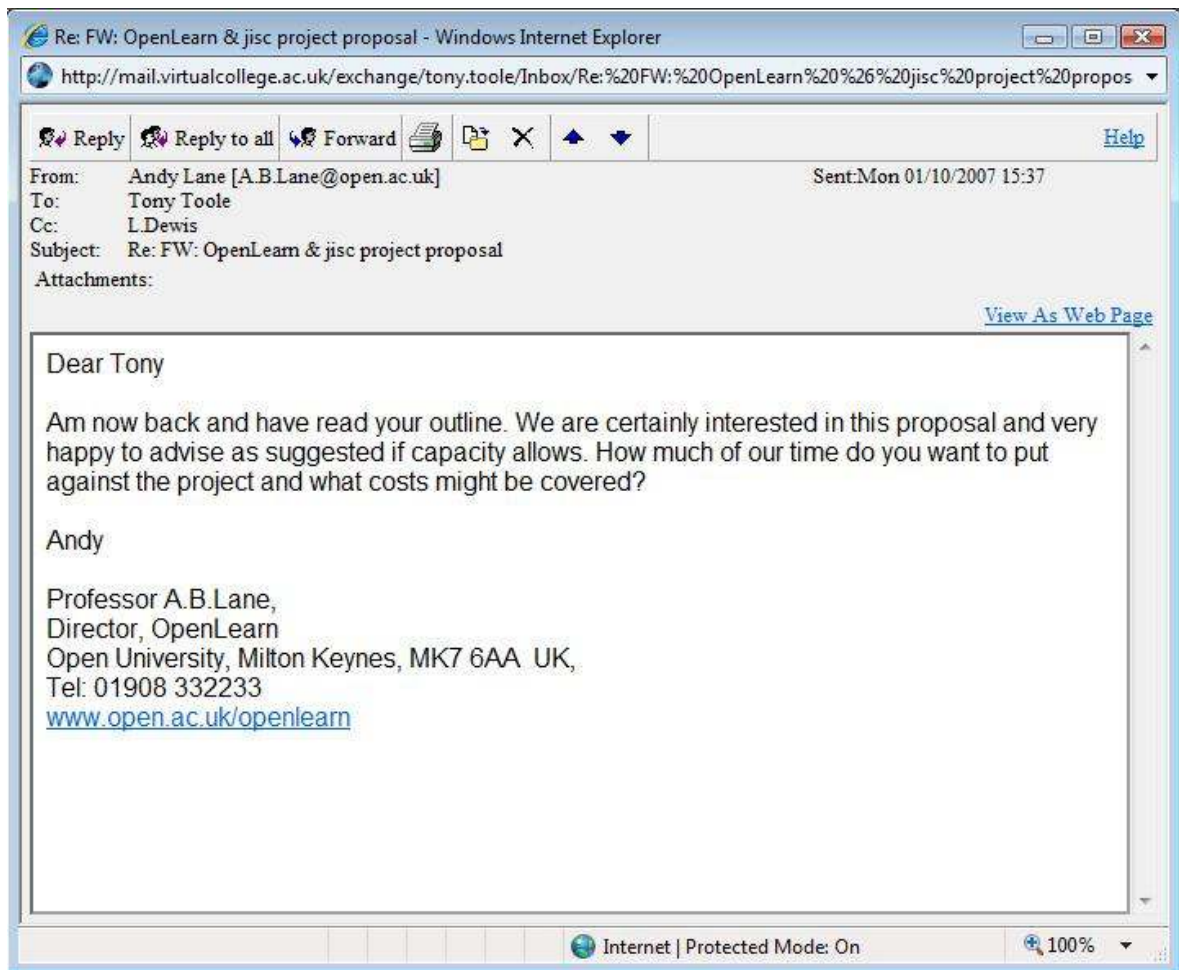 Re: FW: OpenLearn & jisc project proposal - Windows Internet Explorer
http://mail.virtualcollege.ac.uk/exchange/tony.toole/Inbox/Re:%20FW:%20OpenLearn%20%26%20jisc%20project%20propos
Reply Reply to all Forward Help
From: Andy Lane [A.B.Lane@open.ac.uk] Sent:Mon 01/10/2007 15:37
To: Tony Toole
Cc: L.Dewis
Subject: Re: FW: OpenLearn & jisc project proposal
Attachments:
View As Web Page
Dear Tony
Am now back and have read your outline. We are certainly interested in this proposal and very
happy to advise as suggested if capacity allows. How much of our time do you want to put
against the project and what costs might be covered?
Andy
Professor A.B.Lane,
Director, OpenLearn
Open University, Milton Keynes, MK7 6AA UK,
Tel: 01908 332233
www.open.ac.uk/openlearn
Internet | Protected Mode: On 100%